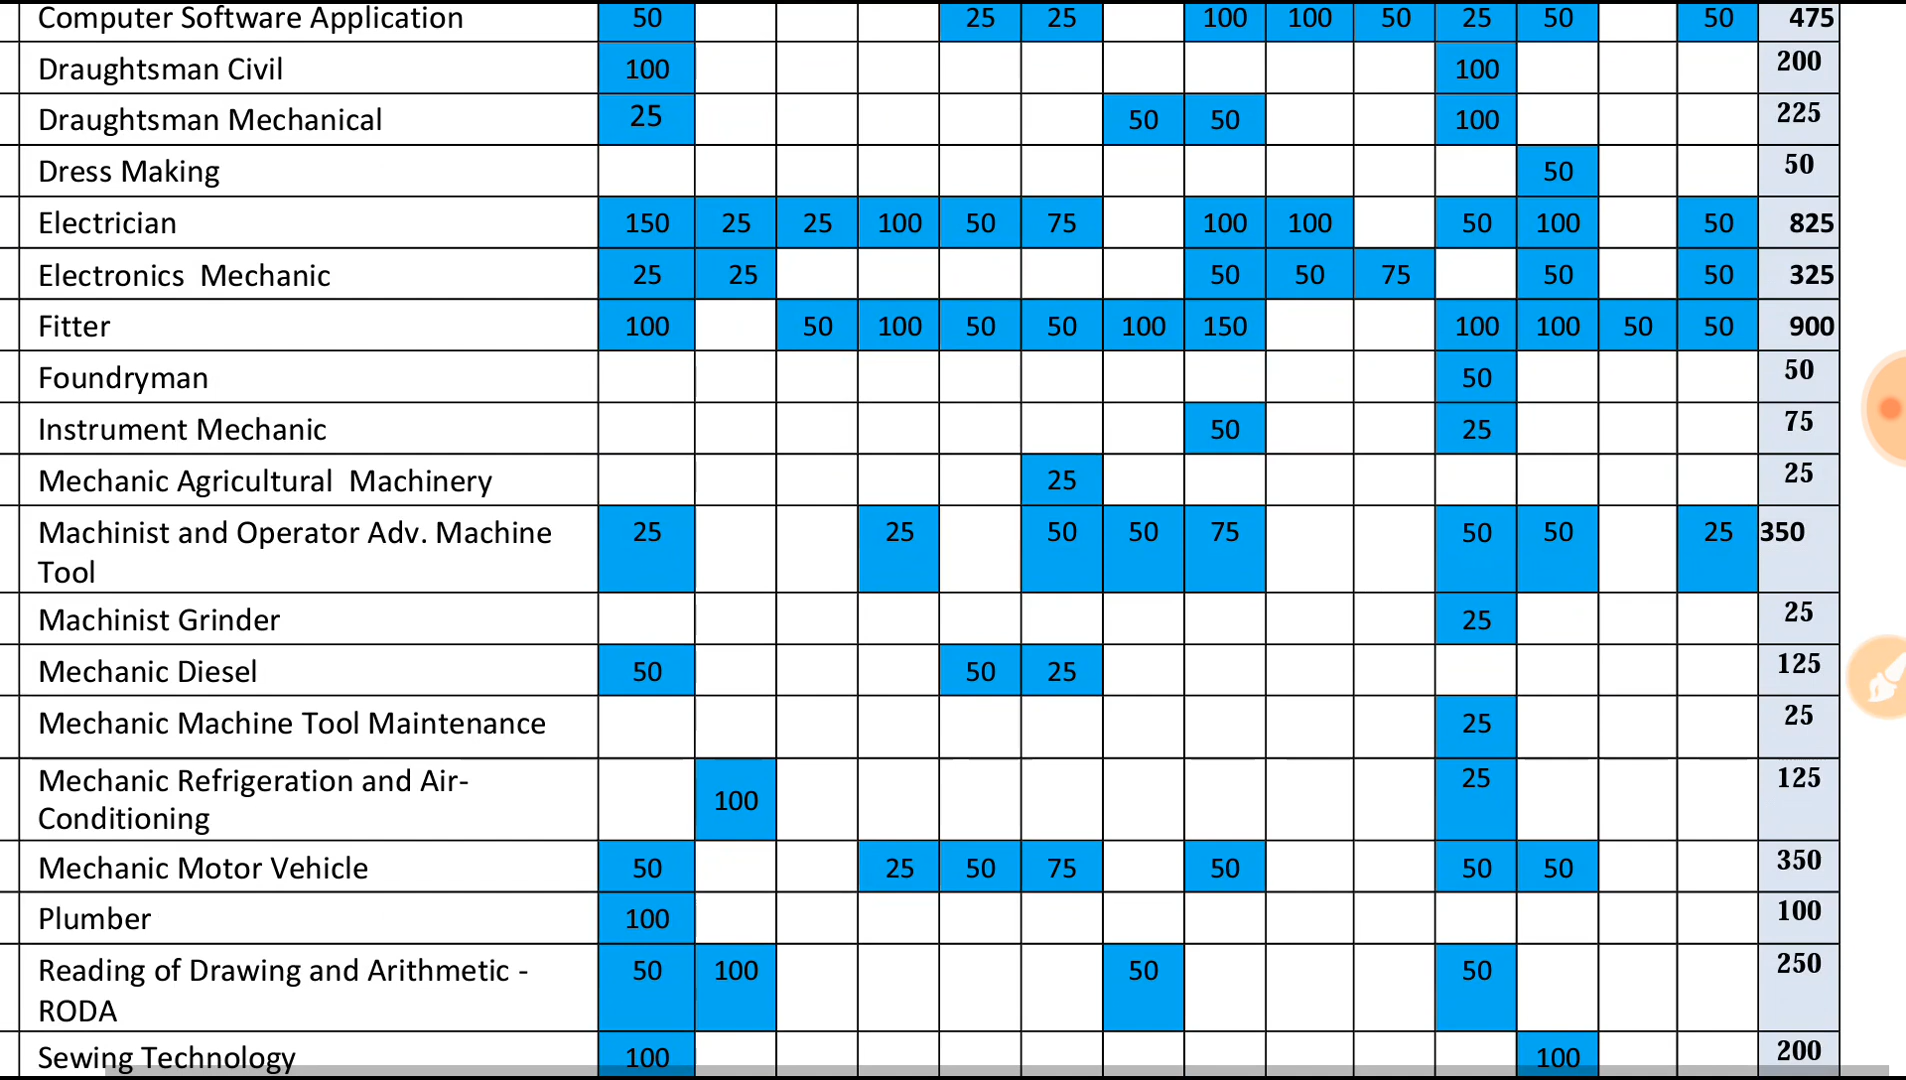 Computer Software Application 50 25 25 100 100 50 25 50 50 475
Draughtsman Civil 100 100 200
Draughtsman Mechanical 25 50 50 100 225
Dress Making 50 50
Electrician 150 25 25 100 50 75 100 100 50 100 50 825
Electronics Mechanic 25 25 50 50 75 50 50 325
Fitter 100 50 100 50 50 100 150 100 100 50 50 900
Foundryman 50 50
Instrument Mechanic 50 25 75
Mechanic Agricultural Machinery 25 25
Machinist and Operator Adv. Machine 25 25 50 50 75 50 50 25 350
Tool
Machinist Grinder 25 25
Mechanic Diesel 50 50 25 125
Mechanic Machine Tool Maintenance 25 25
Mechanic Refrigeration and Air- 100 25 125
Conditioning
Mechanic Motor Vehicle 50 25 50 75 50 50 50 350
Plumber 100 100
Reading of Drawing and Arithmetic - 50 100 50 50 250
RODA
Sewing Technology 100 100 200